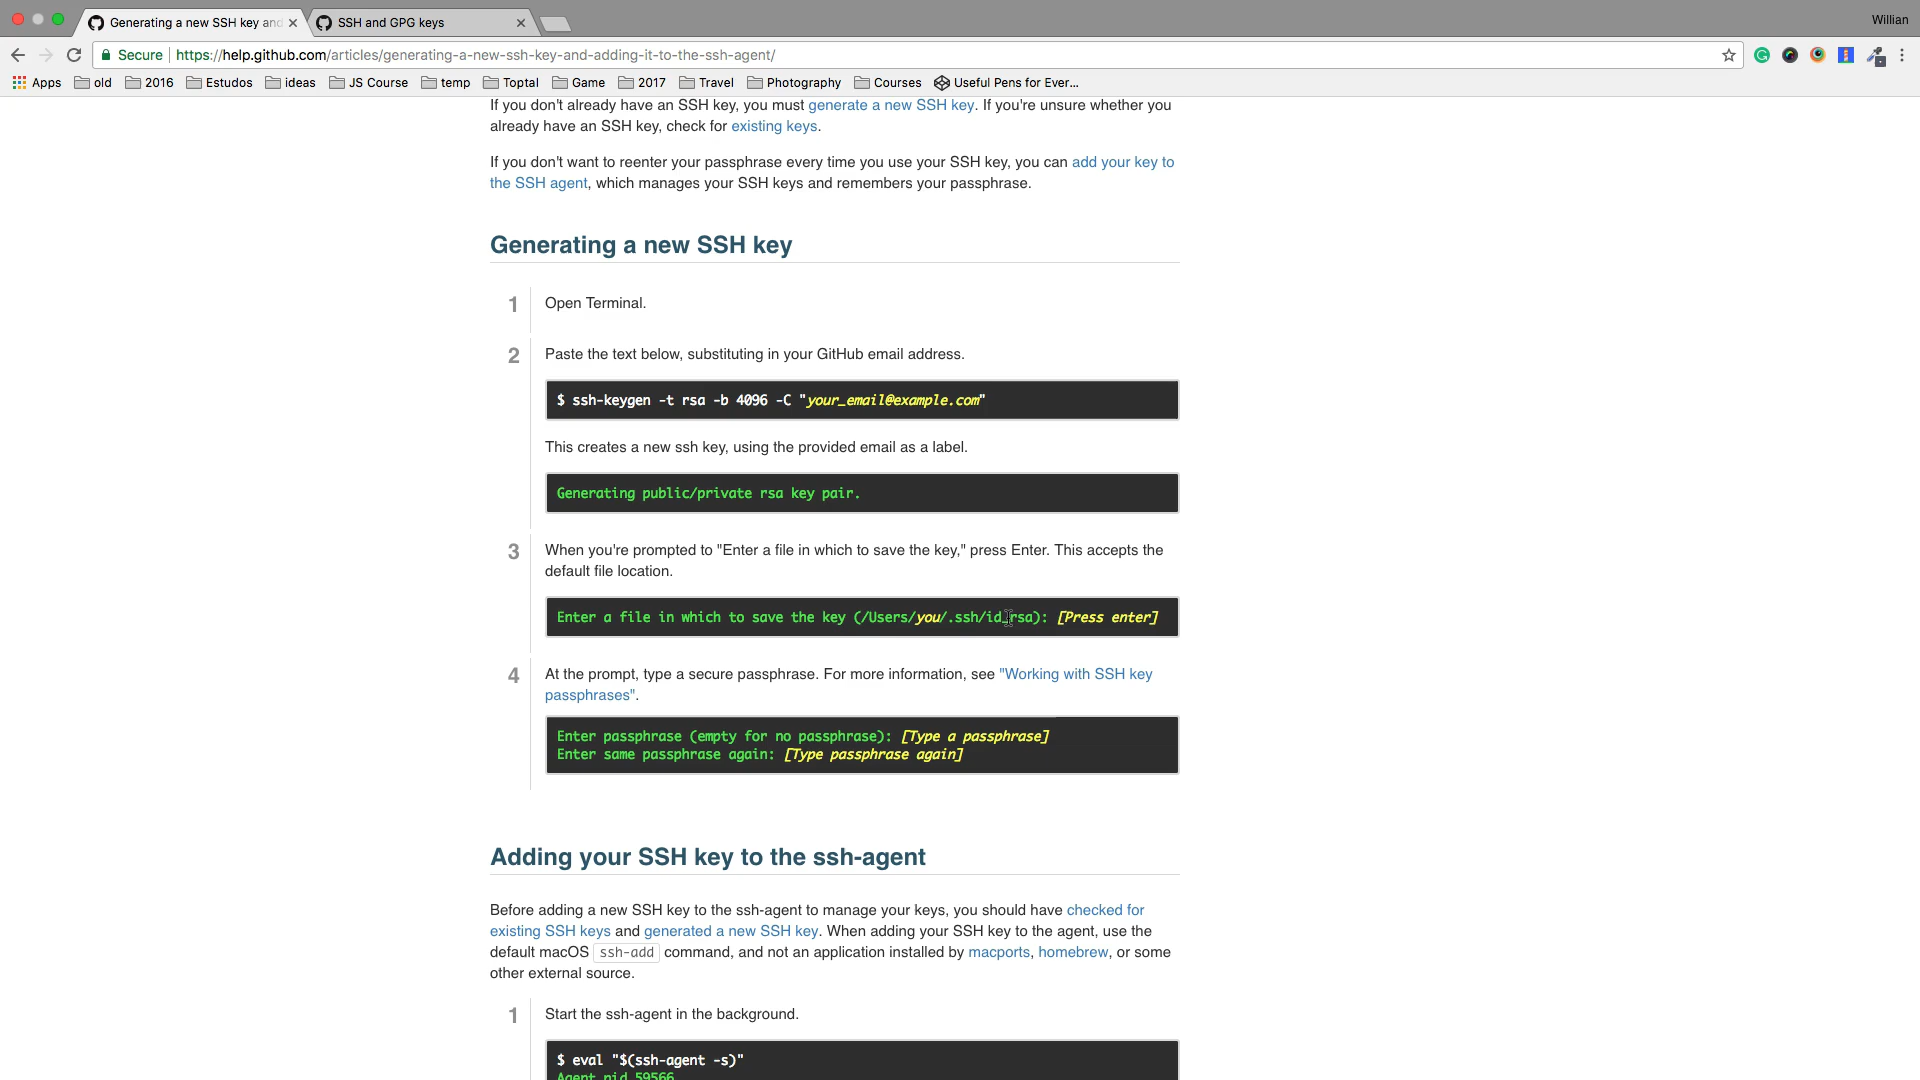 Generating a new SSH key and
SSH and GPG keys
Willian
Secure
https://help.github.com/articles/generating-a-new-ssh-key-and-adding-it-to-the-ssh-agent/
Apps old 2016 Estudos ideas JS Course temp Toptal Game 2017 Travel Photography Courses Useful Pens for Ever...
If you don't already have an SSH key, you must generate a new SSH key. If you're unsure whether you
already have an SSH key, check for existing keys.
If you don't want to reenter your passphrase every time you use your SSH key, you can add your key to
the SSH agent, which manages your SSH keys and remembers your passphrase.
Generating a new SSH key
1 Open Terminal.
2 Paste the text below, substituting in your GitHub email address.
$ ssh-keygen -t rsa -b 4096 -C "your_email@example.com"
This creates a new ssh key, using the provided email as a label.
Generating public/private rsa key pair.
3 When you're prompted to "Enter a file in which to save the key," press Enter. This accepts the
default file location.
Enter a file in which to save the key (/Users/you/.ssh/id_rsa): [Press enter]
4 At the prompt, type a secure passphrase. For more information, see "Working with SSH key
passphrases".
Enter passphrase (empty for no passphrase): [Type a passphrase]
Enter same passphrase again: [Type passphrase again]
Adding your SSH key to the ssh-agent
Before adding a new SSH key to the ssh-agent to manage your keys, you should have checked for
existing SSH keys and generated a new SSH key. When adding your SSH key to the agent, use the
default macOS ssh-add command, and not an application installed by macports, homebrew, or some
other external source.
1 Start the ssh-agent in the background.
$ eval "$(ssh-agent -s)"
Agent pid 59566